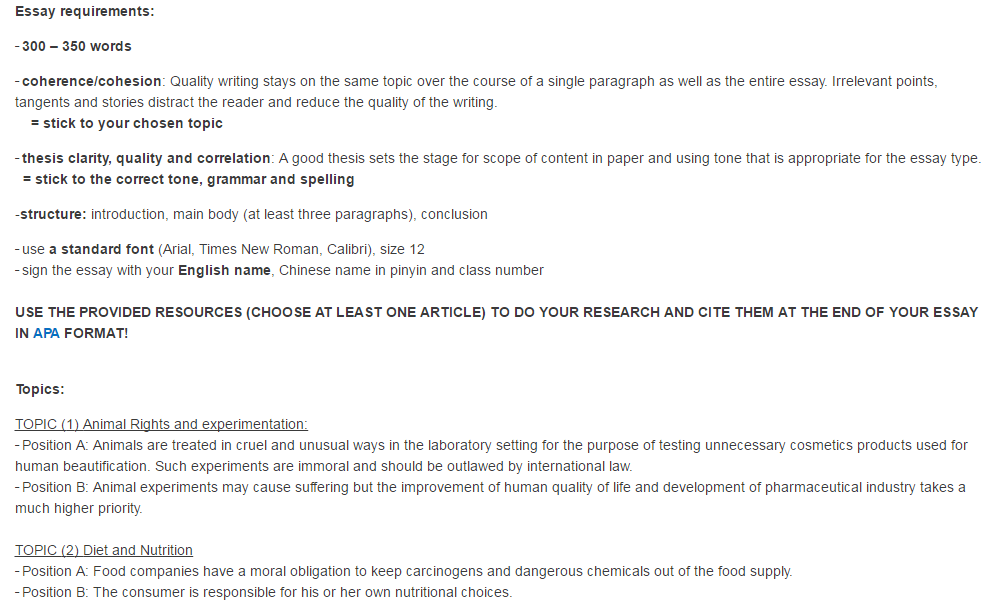 Essay requirements:
- 300 – 350 words
- coherence/cohesion: Quality writing stays on the same topic over the course of a single paragraph as well as the entire essay. Irrelevant points,
tangents and stories distract the reader and reduce the quality of the writing.
= stick to your chosen topic
- thesis clarity, quality and correlation: A good thesis sets the stage for scope of content in paper and using tone that is appropriate for the essay type.
= stick to the correct tone, grammar and spelling
-structure: introduction, main body (at least three paragraphs), conclusion
- use a standard font (Arial, Times New Roman, Calibri), size 12
- sign the essay with your English name, Chinese name in pinyin and class number
USE THE PROVIDED RESOURCES (CHOOSE AT LEAST ONE ARTICLE) TO DO YOUR RESEARCH AND CITE THEM AT THE END OF YOUR ESSAY
IN APA FORMAT!
Topics:
TOPIC (1) Animal Rights and experimentation:
- Position A: Animals are treated in cruel and unusual ways in the laboratory setting for the purpose of testing unnecessary cosmetics products used for
human beautification. Such experiments are immoral and should be outlawed by international law.
- Position B: Animal experiments may cause suffering but the improvement of human quality of life and development of pharmaceutical industry takes a
much higher priority.
TOPIC (2) Diet and Nutrition
- Position A: Food companies have a moral obligation to keep carcinogens and dangerous chemicals out of the food supply.
- Position B: The consumer is responsible for his or her own nutritional choices.